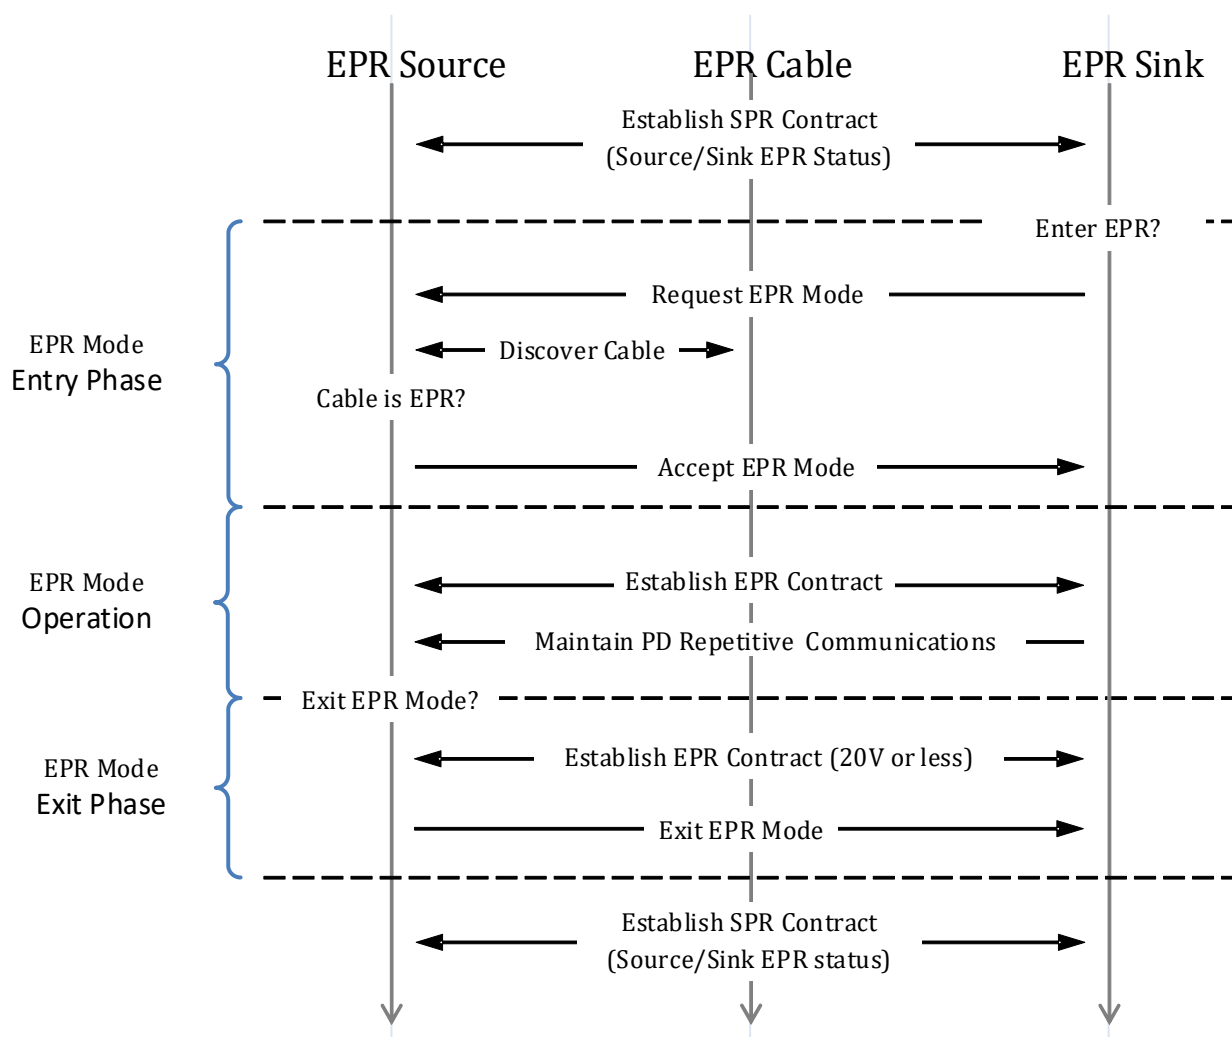 EPR Source
EPR Cable
EPR Sink
Establish SPR Contract
(Source/Sink EPR Status)
Enter EPR?
Request EPR Mode
Discover Cable
EPR Mode
Entry Phase
Cable is EPR?
Accept EPR Mode
Establish EPR Contract
EPR Mode
Operation
Maintain PD Repetitive Communications
Exit EPR Mode?
Establish EPR Contract (20V or less)
EPR Mode
Exit Phase
Exit EPR Mode
Establish SPR Contract
(Source/Sink EPR status)